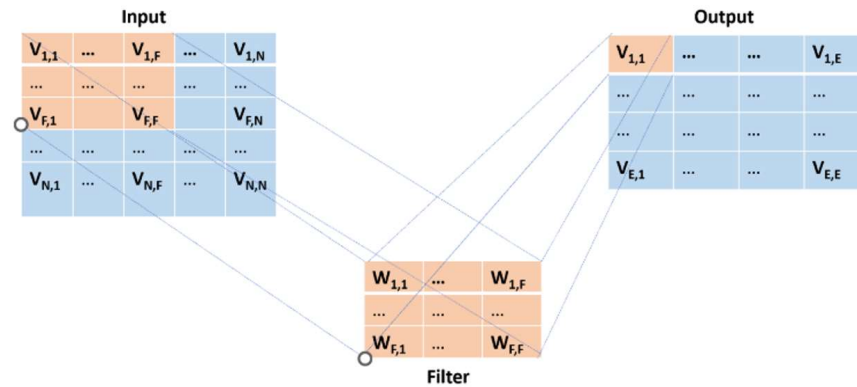 Input
V1,1 ... V1,F ... V1,N
... ... ... ... ...
VF,1 VF,F VF,N
... ... ... ... ...
VN,1 ... VN,F ... VN,N
Output
V1,1 ... ... V1,E
... ... ... ...
... ... ... ...
VE,1 ... ... VE,E
W1,1 ... W1,F
... ... ...
WF,1 ... WF,F
Filter